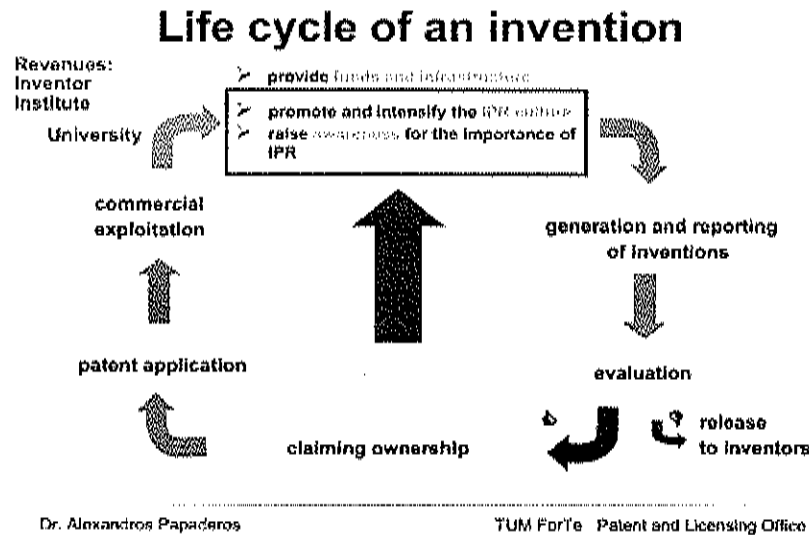 Life cycle of an invention
Revenues:
Inventor
Institute
University
➢ provide funds and infrastructure
➢ promote and intensify the IPR culture
➢ raise awareness for the importance of
IPR
generation and reporting
of inventions
evaluation
release
to inventors
claiming ownership
patent application
commercial
exploitation
Dr. Alexandros Papaderos
TUM ForTe Patent and Licensing Office